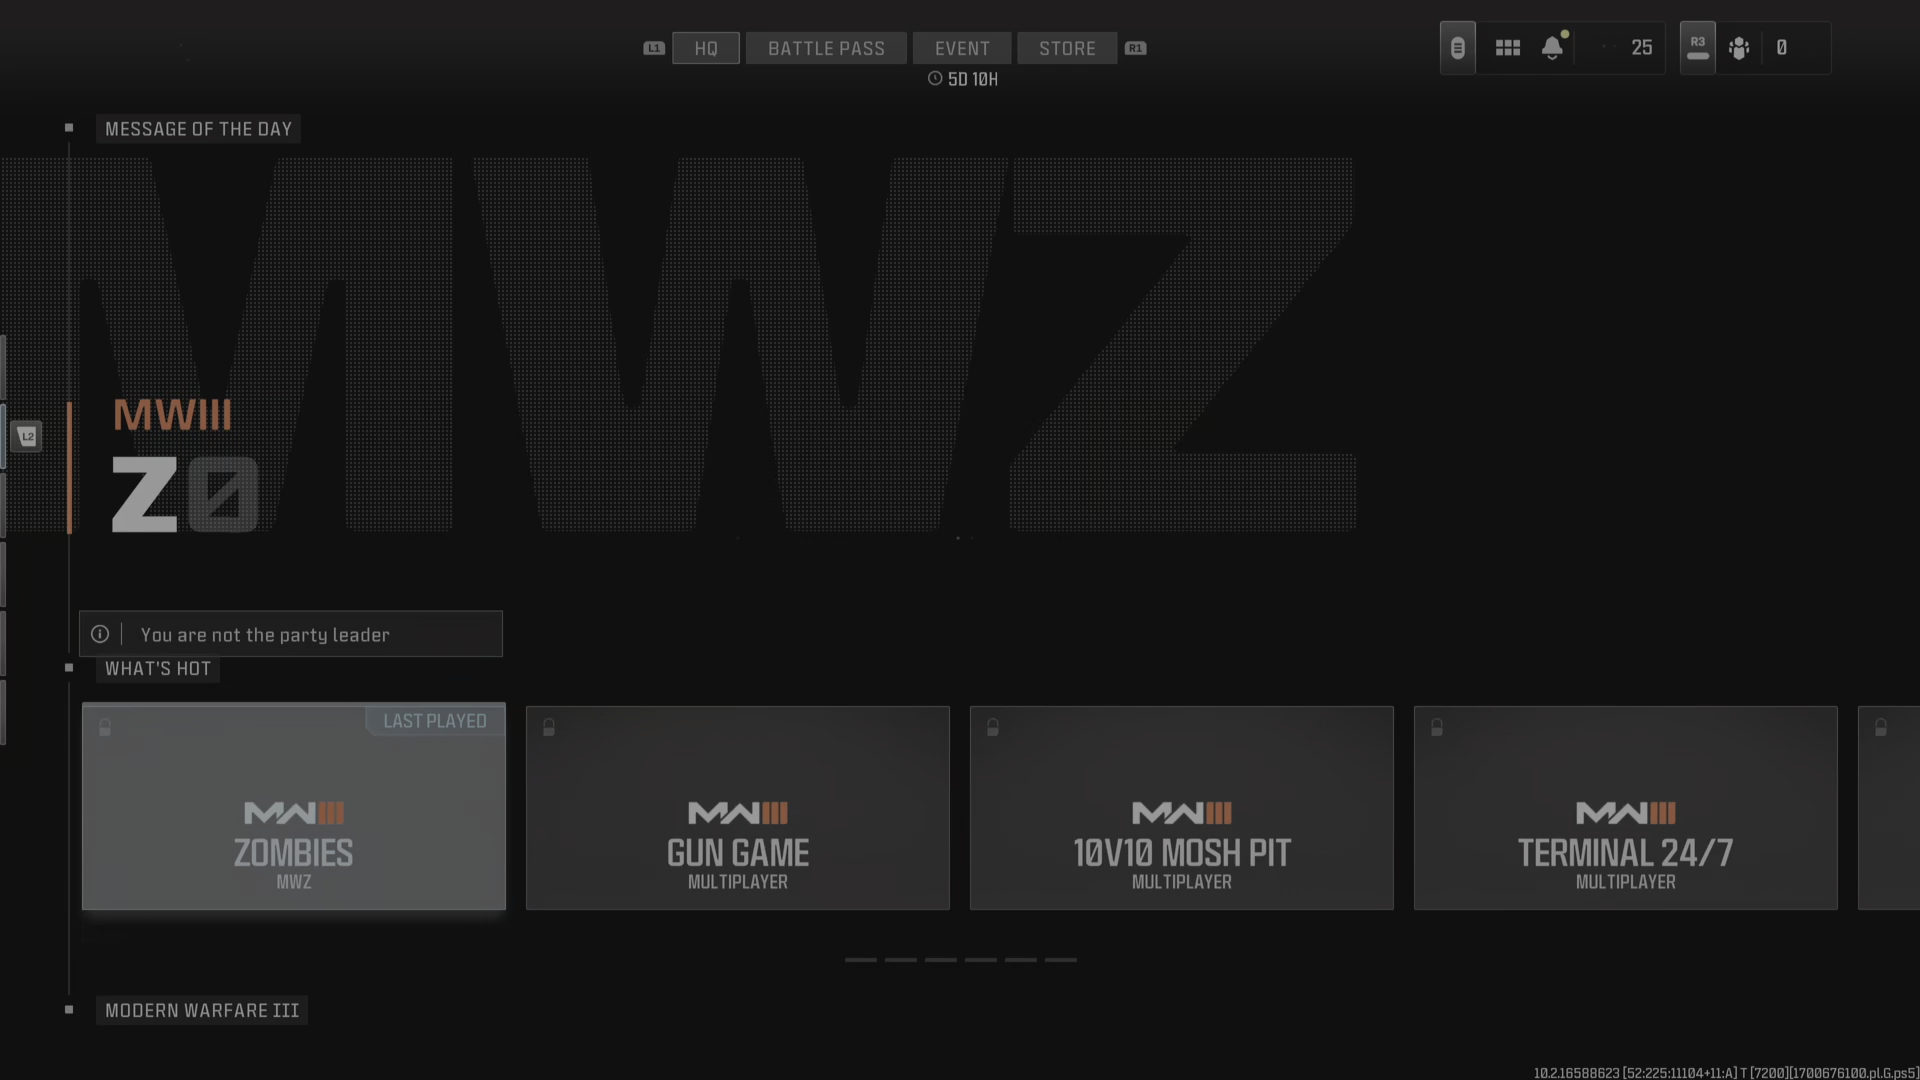 L1 HQ BATTLE PASS EVENT STORE R1
25 R3 0
5D 10H
MESSAGE OF THE DAY
MWZ
MWIII
L2
Z0
You are not the party leader
WHAT'S HOT
LAST PLAYED
MWIII
ZOMBIES
MWZ
MWIII
GUN GAME
MULTIPLAYER
MWIII
10V10 MOSH PIT
MULTIPLAYER
MWIII
TERMINAL 24/7
MULTIPLAYER
MODERN WARFARE III
10.2.16588623 [52:225:11104+11:A] T [7200][1700676100.pl.G.ps5]